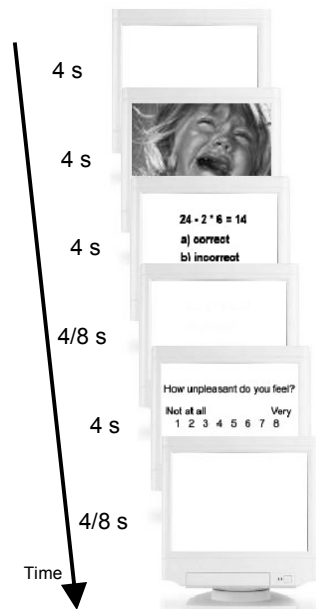 4 s
4 s
24 - 2 * 6 = 14
a) correct
b) incorrect
4 s
4/8 s
How unpleasant do you feel?
Not at all Very
1 2 3 4 5 6 7 8
4 s
4/8 s
Time